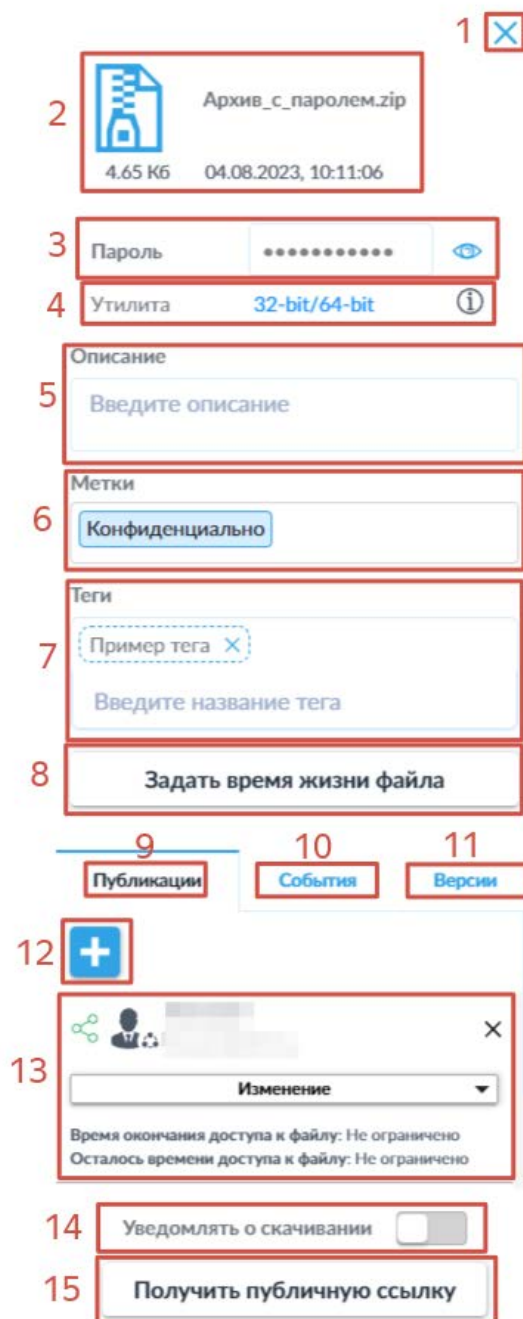 1
2
Архив_с_паролем.zip
4.65 Кб 04.08.2023, 10:11:06
3 Пароль •••••••••••
4 Утилита 32-bit/64-bit
Описание
5 Введите описание
Метки
6 Конфиденциально
Теги
Пример тега
7
Введите название тега
8 Задать время жизни файла
9 10 11
Публикации События Версии
12
13
Изменение
Время окончания доступа к файлу: Не ограничено
Осталось времени доступа к файлу: Не ограничено
14 Уведомлять о скачивании
15 Получить публичную ссылку